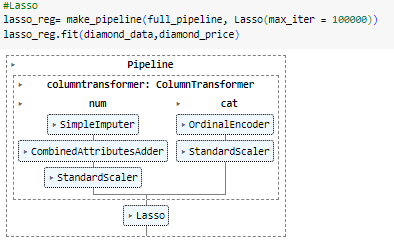 #Lasso
lasso_reg= make_pipeline(full_pipeline, Lasso(max_iter = 100000))
lasso_reg.fit(diamond_data,diamond_price)
Pipeline
columntransformer: ColumnTransformer
num cat
SimpleImputer OrdinalEncoder
CombinedAttributesAdder StandardScaler
StandardScaler
Lasso